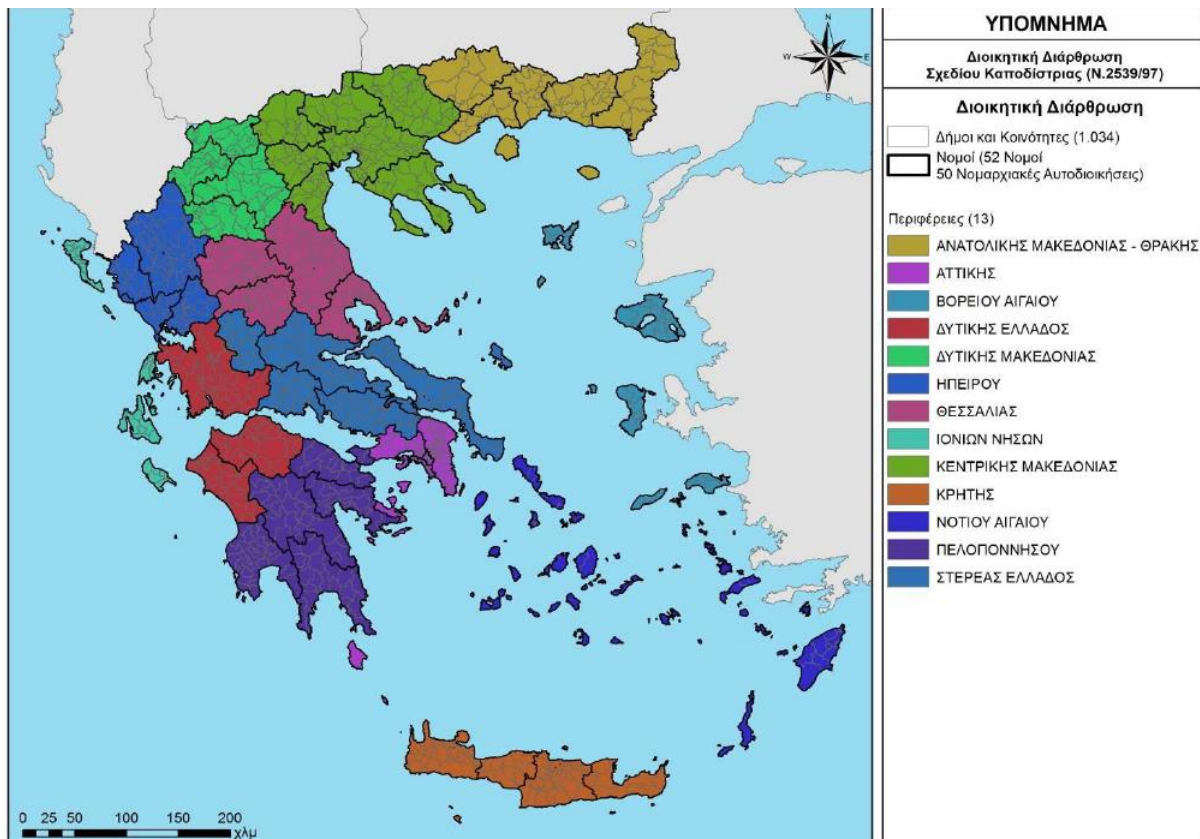 N
W
E
S
0 25 50 100 150 200
χλμ
ΥΠΟΜΝΗΜΑ
Διοικητική Διάρθρωση
Σχεδίου Καποδίστριας (Ν.2539/97)
Διοικητική Διάρθρωση
Δήμοι και Κοινότητες (1.034)
Νομοί (52 Νομοί
50 Νομαρχιακές Αυτοδιοικήσεις)
Περιφέρειες (13)
ΑΝΑΤΟΛΙΚΗΣ ΜΑΚΕΔΟΝΙΑΣ - ΘΡΑΚΗΣ
ΑΤΤΙΚΗΣ
ΒΟΡΕΙΟΥ ΑΙΓΑΙΟΥ
ΔΥΤΙΚΗΣ ΕΛΛΑΔΟΣ
ΔΥΤΙΚΗΣ ΜΑΚΕΔΟΝΙΑΣ
ΗΠΕΙΡΟΥ
ΘΕΣΣΑΛΙΑΣ
ΙΟΝΙΩΝ ΝΗΣΩΝ
ΚΕΝΤΡΙΚΗΣ ΜΑΚΕΔΟΝΙΑΣ
ΚΡΗΤΗΣ
ΝΟΤΙΟΥ ΑΙΓΑΙΟΥ
ΠΕΛΟΠΟΝΝΗΣΟΥ
ΣΤΕΡΕΑΣ ΕΛΛΑΔΟΣ